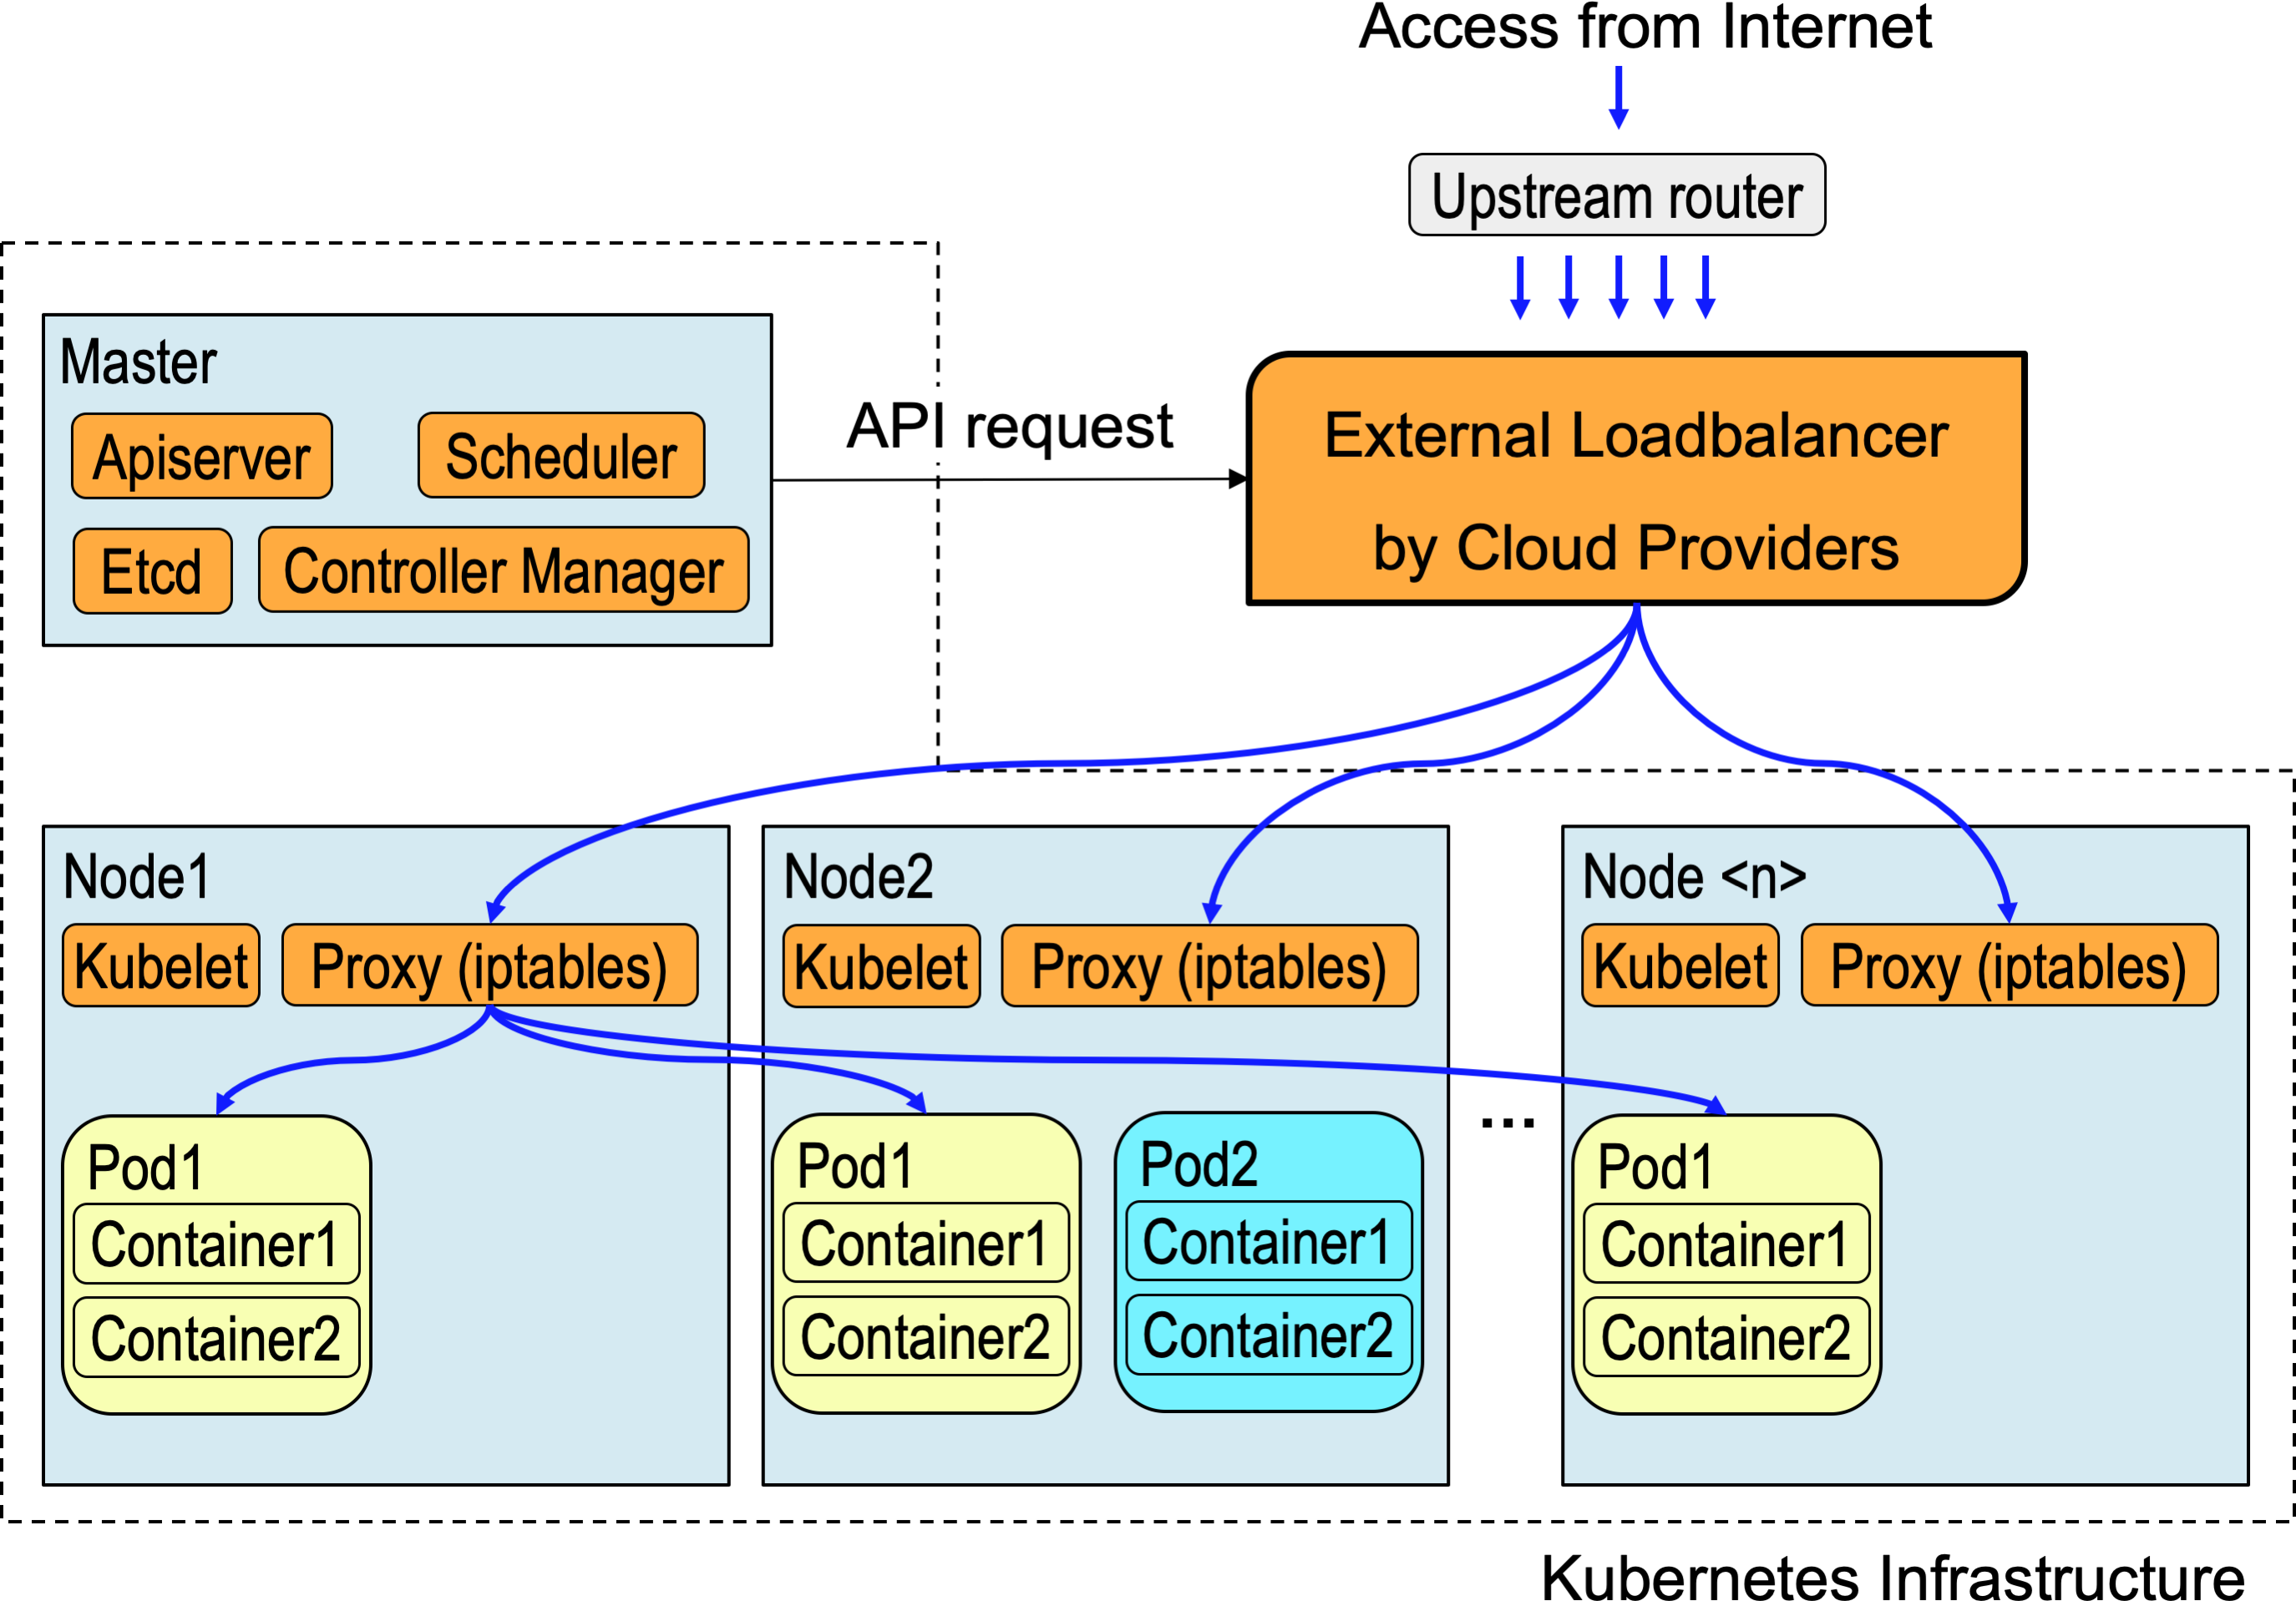 Access from Internet
Upstream router
Master
Apiserver
Scheduler
Etcd
Controller Manager
API request
External Loadbalancer
by Cloud Providers
Node1
Kubelet
Proxy (iptables)
Pod1
Container1
Container2
Node2
Kubelet
Proxy (iptables)
Pod1
Container1
Container2
Pod2
Container1
Container2
...
Node <n>
Kubelet
Proxy (iptables)
Pod1
Container1
Container2
Kubernetes Infrastructure